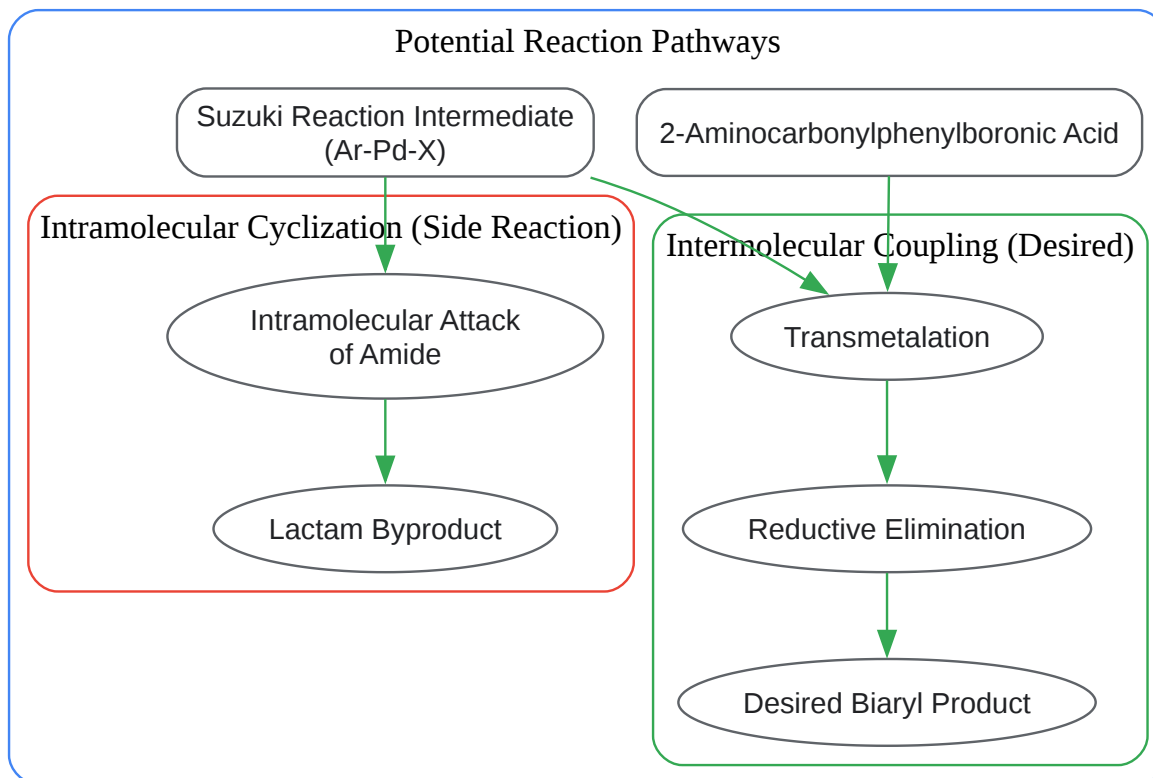 Potential Reaction Pathways
Suzuki Reaction Intermediate
(Ar-Pd-X)
2-Aminocarbonylphenylboronic Acid
Intramolecular Cyclization (Side Reaction)
Intermolecular Coupling (Desired)
Intramolecular Attack
of Amide
Transmetalation
Lactam Byproduct
Reductive Elimination
Desired Biaryl Product